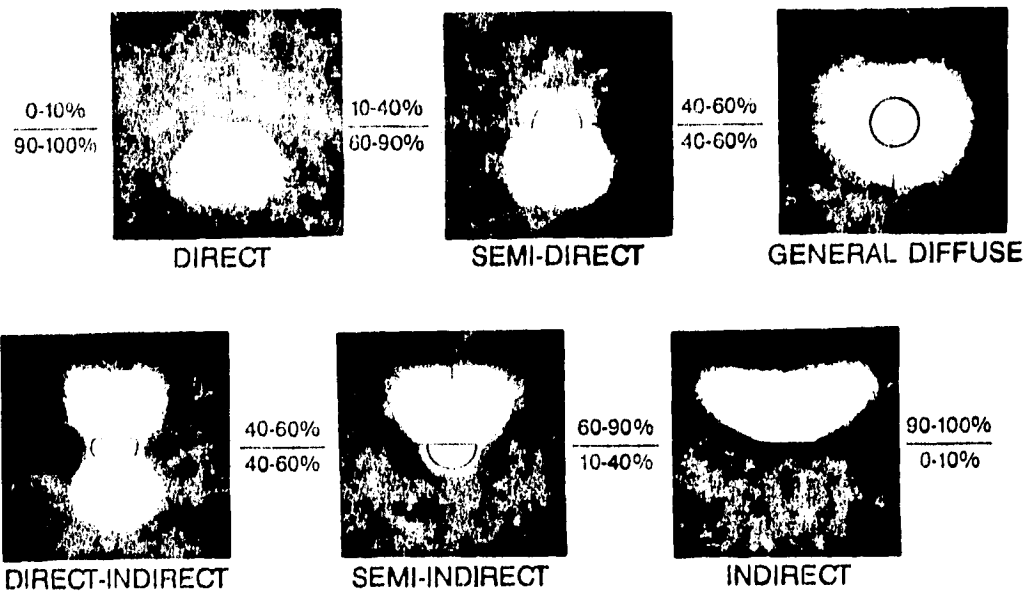 0-10%
90-100%
DIRECT
10-40%
60-90%
SEMI-DIRECT
40-60%
40-60%
GENERAL DIFFUSE
DIRECT-INDIRECT
40-60%
40-60%
SEMI-INDIRECT
60-90%
10-40%
INDIRECT
90-100%
0-10%